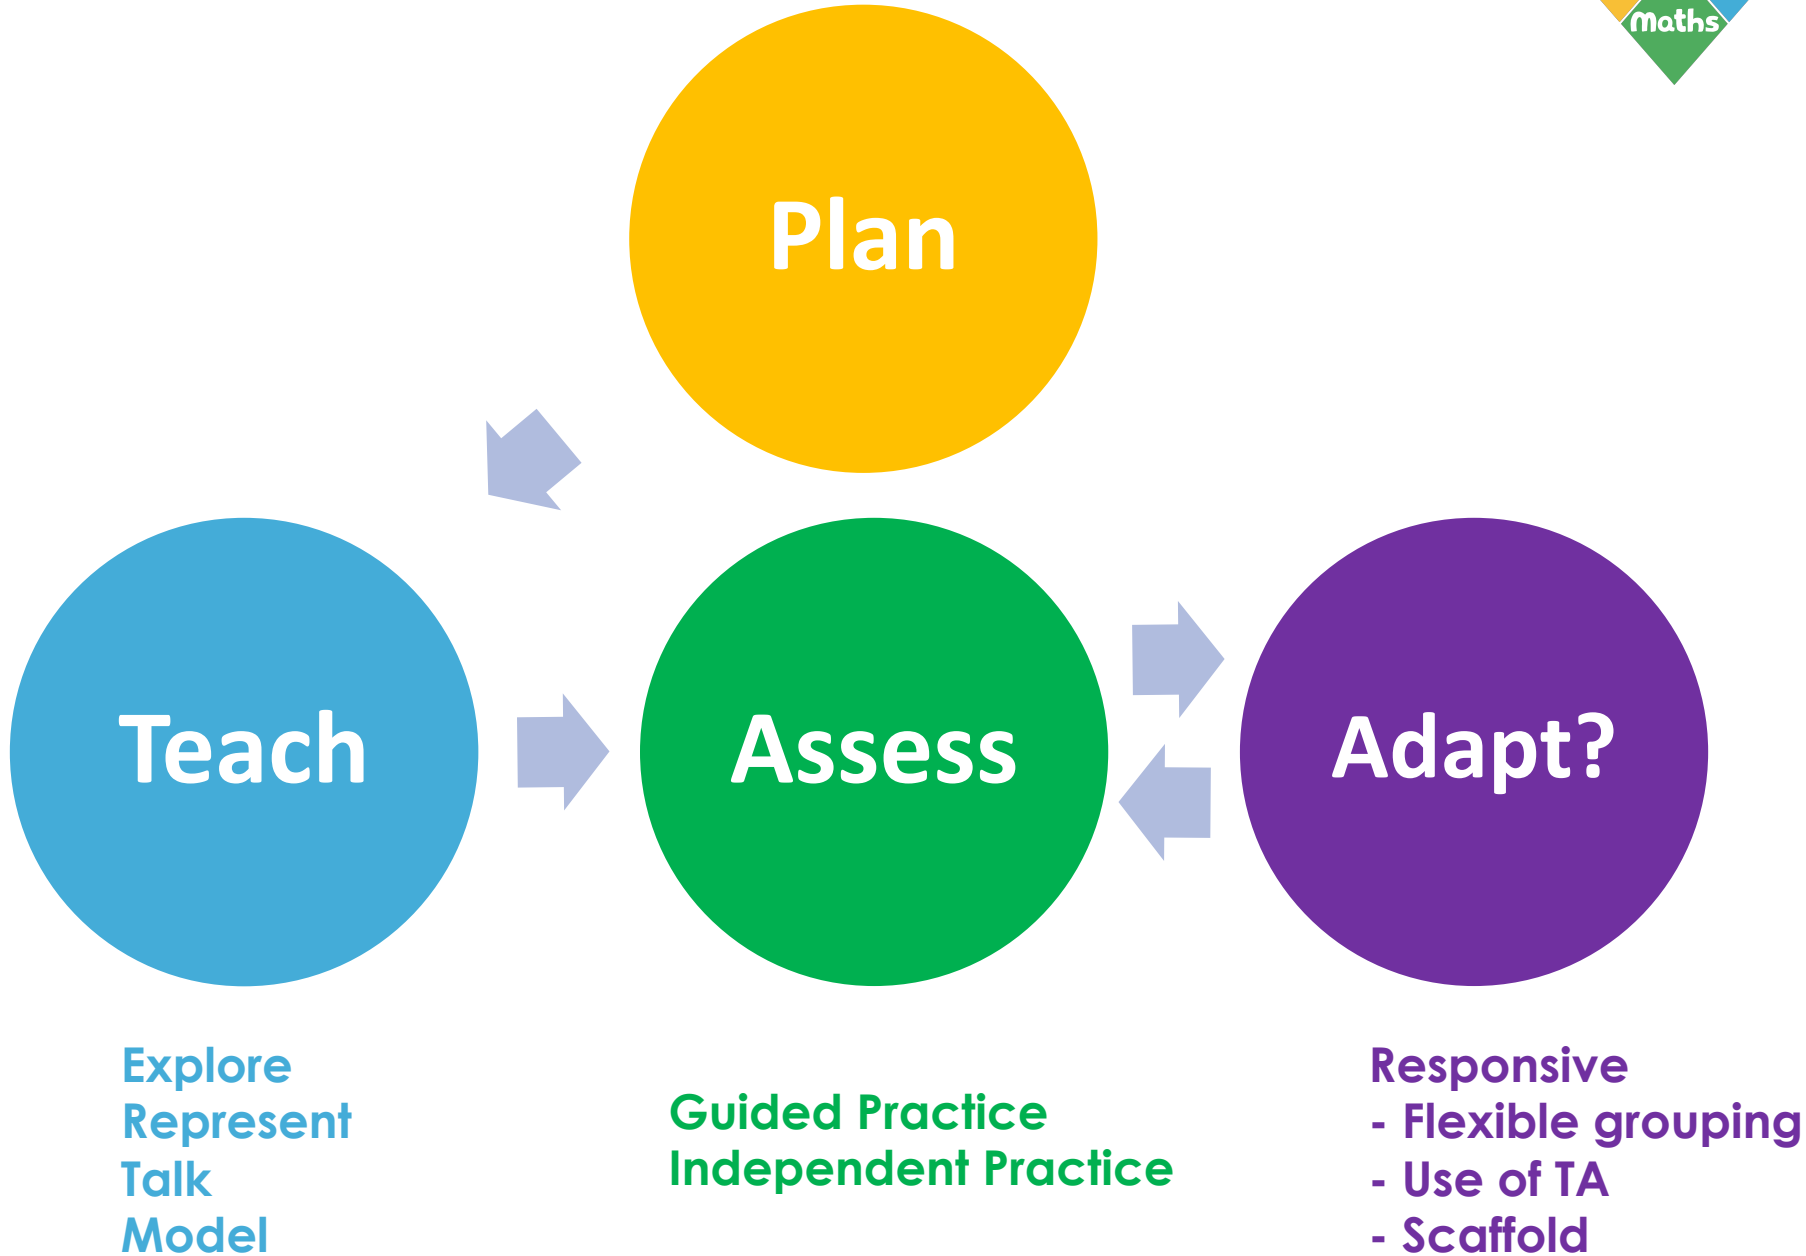 maths
Plan
Teach
Assess
Adapt?
Explore
Represent
Talk
Model
Guided Practice
Independent Practice
Responsive
- Flexible grouping
- Use of TA
- Scaffold